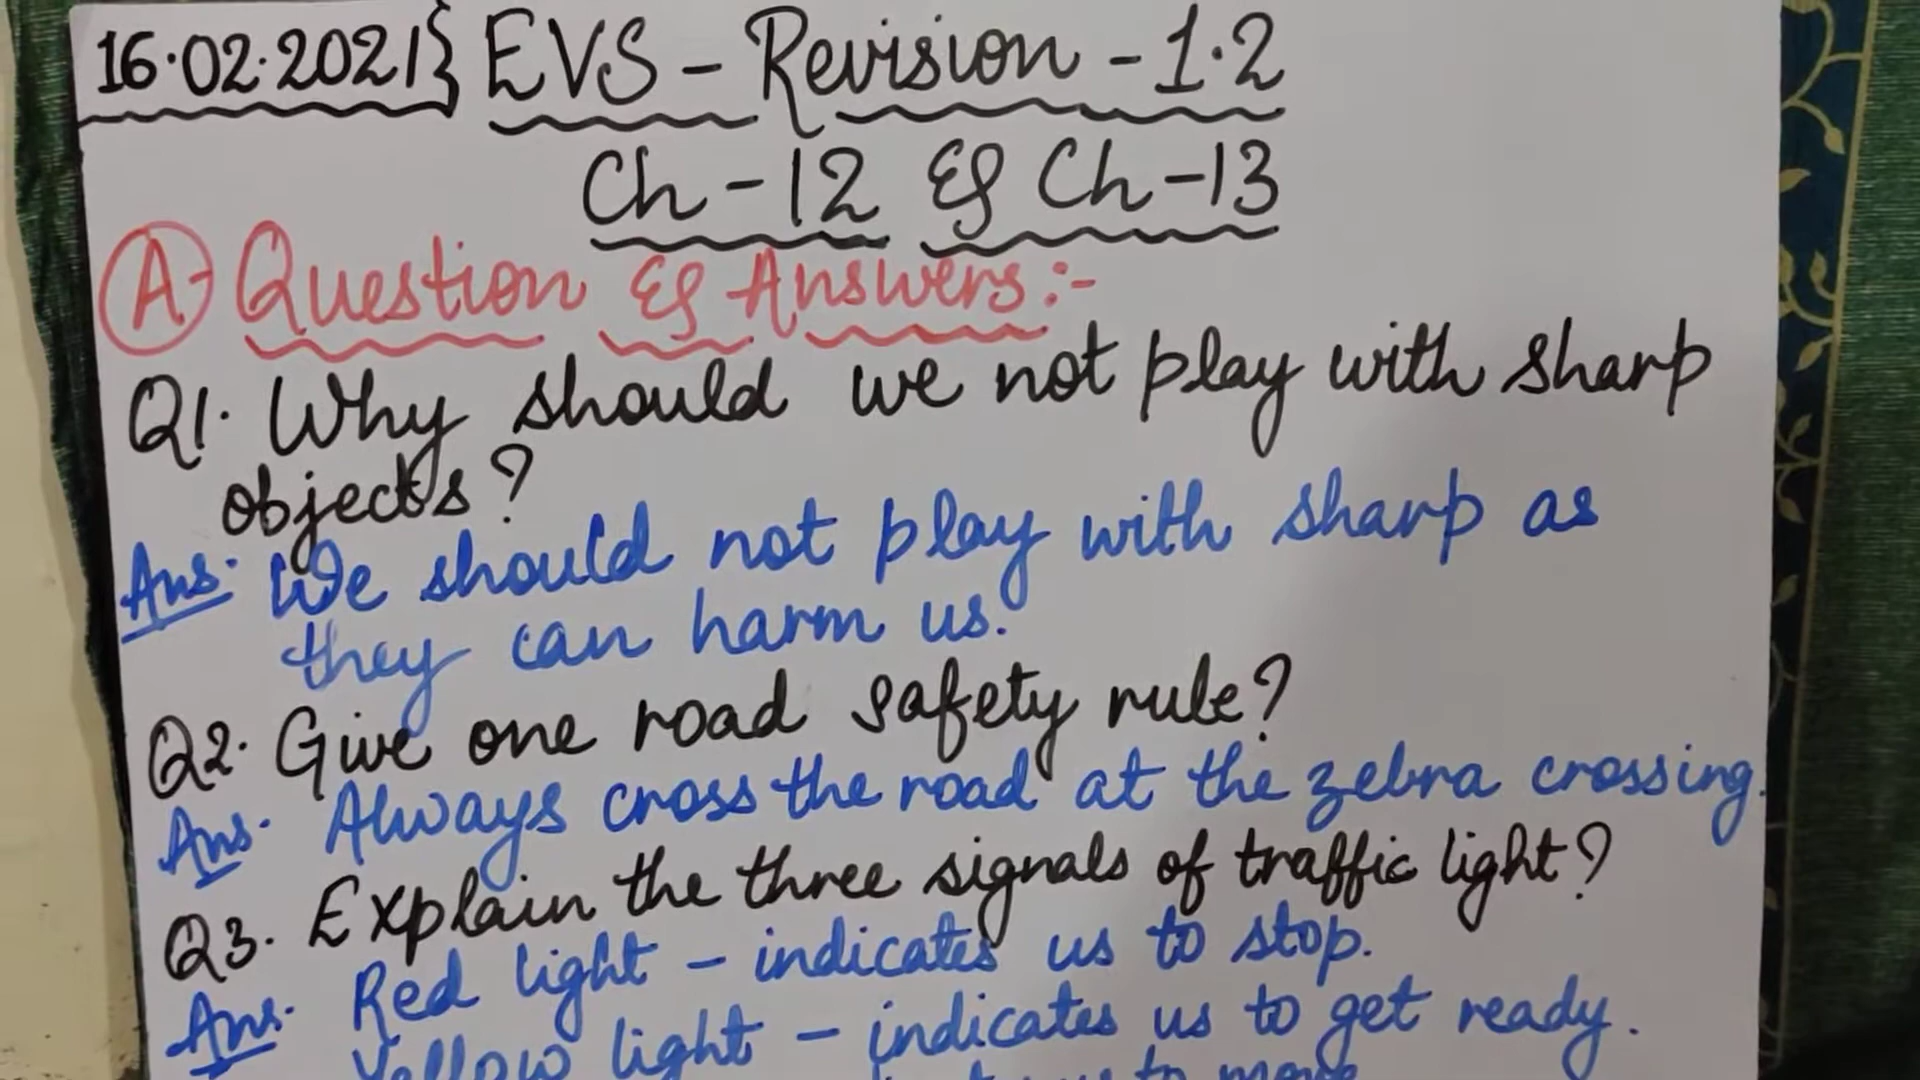 16.02.2021} EVS - Revision - 1.2
Ch - 12 & Ch - 13
A Question & Answers :-
Q1. Why should we not play with sharp
objects?
Ans. We should not play with sharp as
they can harm us.
Q2. Give one road safety rule?
Ans. Always cross the road at the zebra crossing.
Q3. Explain the three signals of traffic light?
Ans. Red light - indicates us to stop.
Yellow light - indicates us to get ready.
us to move